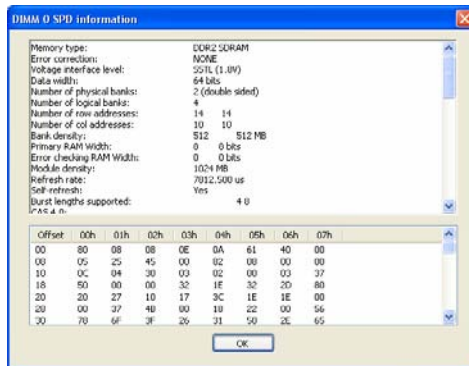 DIMM 0 SPD information
Memory type: DDR2 SDRAM
Error correction: NONE
Voltage interface level: SSTL (1.8V)
Data width: 64 bits
Number of physical banks: 2 (double sided)
Number of logical banks: 4
Number of row addresses: 14 14
Number of col addresses: 10 10
Bank density: 512 512 MB
Primary RAM Width: 8 8 bits
Error checking RAM Width: 0 0 bits
Module density: 1024 MB
Refresh rate: 7812.500 us
Self-refresh: Yes
Burst lengths supported: 4 8
CAS 4.0:
Offset 00h 01h 02h 03h 04h 05h 06h 07h
00 80 08 08 0E 0A 61 40 00
08 05 25 45 00 82 08 00 00
10 0C 04 30 03 02 00 03 37
18 50 00 00 32 1E 32 2D 80
20 20 27 10 17 3C 1E 1E 00
28 00 37 4B 00 18 22 00 56
30 78 6F 3F 26 31 50 2E 65
OK